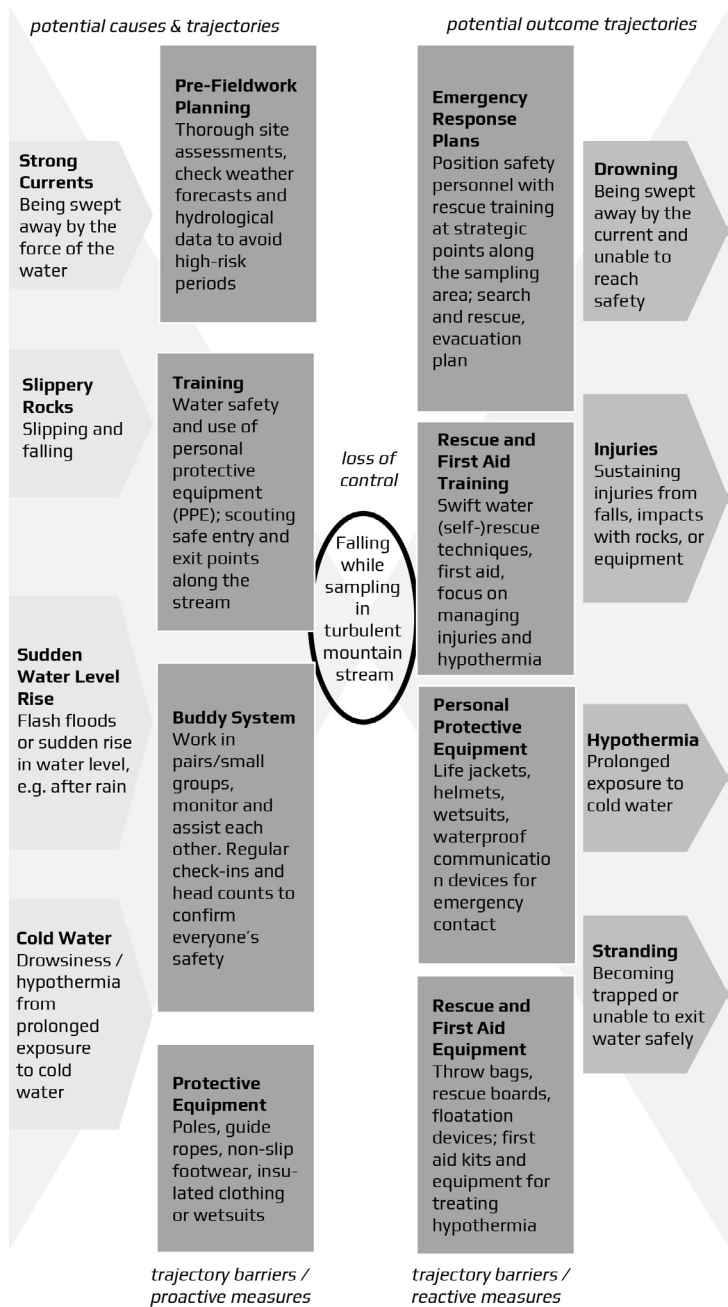 potential causes & trajectories
potential outcome trajectories
Strong
Currents
Being swept
away by the
force of the
water
Slippery
Rocks
Slipping and
falling
Sudden
Water Level
Rise
Flash floods
or sudden rise
in water level,
e.g. after rain
Cold Water
Drowsiness /
hypothermia
from
prolonged
exposure
to cold
water
Pre-Fieldwork
Planning
Thorough site
assessments,
check weather
forecasts and
hydrological
data to avoid
high-risk
periods
Training
Water safety
and use of
personal
protective
equipment
(PPE); scouting
safe entry and
exit points
along the
stream
Buddy System
Work in
pairs/small
groups,
monitor and
assist each
other. Regular
check-ins and
head counts to
confirm
everyone’s
safety
Protective
Equipment
Poles, guide
ropes, non-slip
footwear, insu-
lated clothing
or wetsuits
trajectory barriers /
proactive measures
loss of
control
Falling
while
sampling
in
turbulent
mountain
stream
Emergency
Response
Plans
Position safety
personnel with
rescue training
at strategic
points along
the sampling
area; search
and rescue,
evacuation
plan
Rescue and
First Aid
Training
Swift water
(self-)rescue
techniques,
first aid,
focus on
managing
injuries and
hypothermia
Personal
Protective
Equipment
Life jackets,
helmets,
wetsuits,
waterproof
communicatio
n devices for
emergency
contact
Rescue and
First Aid
Equipment
Throw bags,
rescue boards,
floatation
devices; first
aid kits and
equipment for
treating
hypothermia
trajectory barriers /
reactive measures
Drowning
Being swept
away by the
current and
unable to
reach
safety
Injuries
Sustaining
injuries from
falls, impacts
with rocks, or
equipment
Hypothermia
Prolonged
exposure to
cold water
Stranding
Becoming
trapped or
unable to exit
water safely